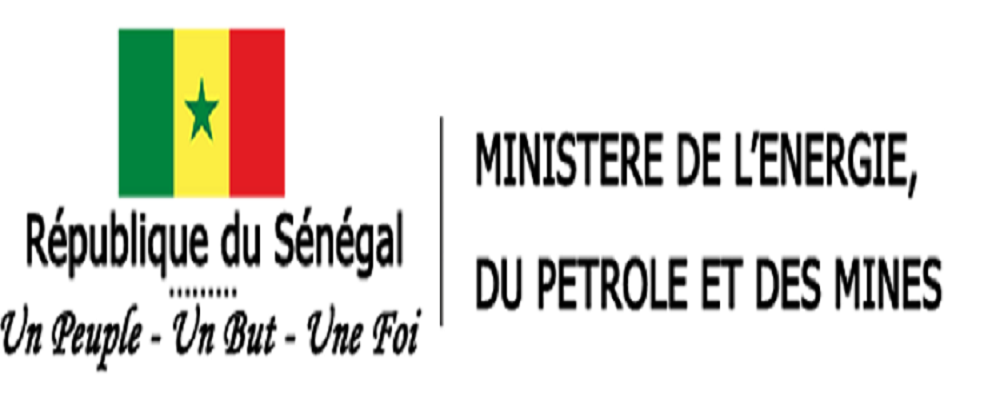 République du Sénégal
.........
Un Peuple - Un But - Une Foi
MINISTERE DE L'ENERGIE,
DU PETROLE ET DES MINES